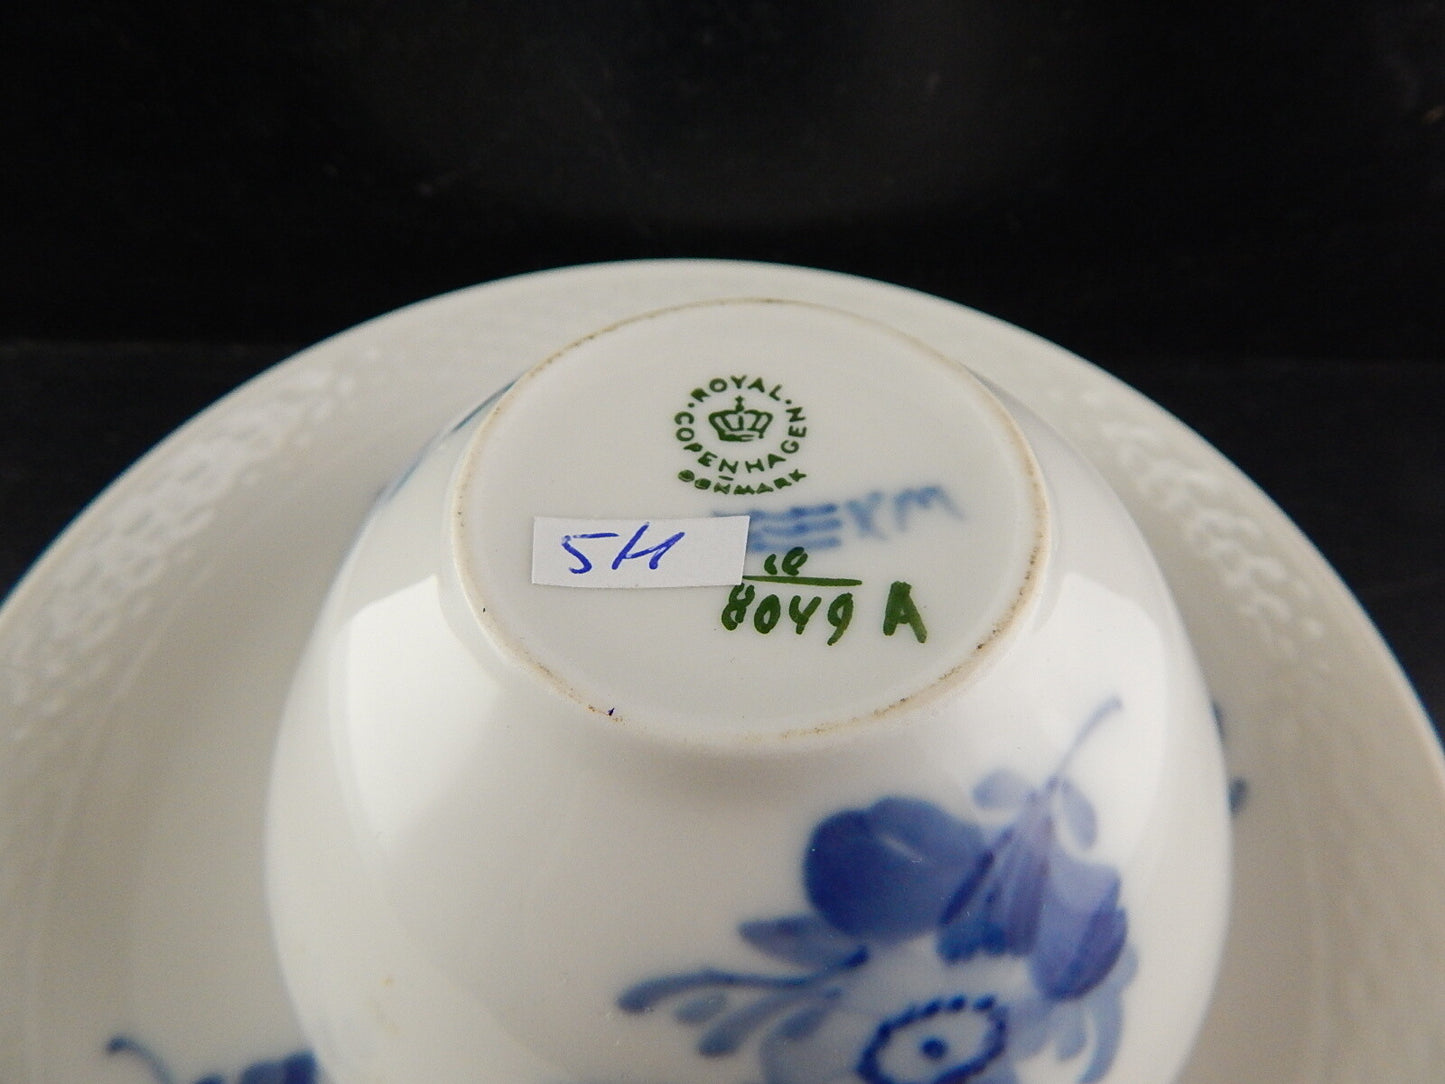 ROYAL
COPENHAGEN
DENMARK
5H
10
8049 A